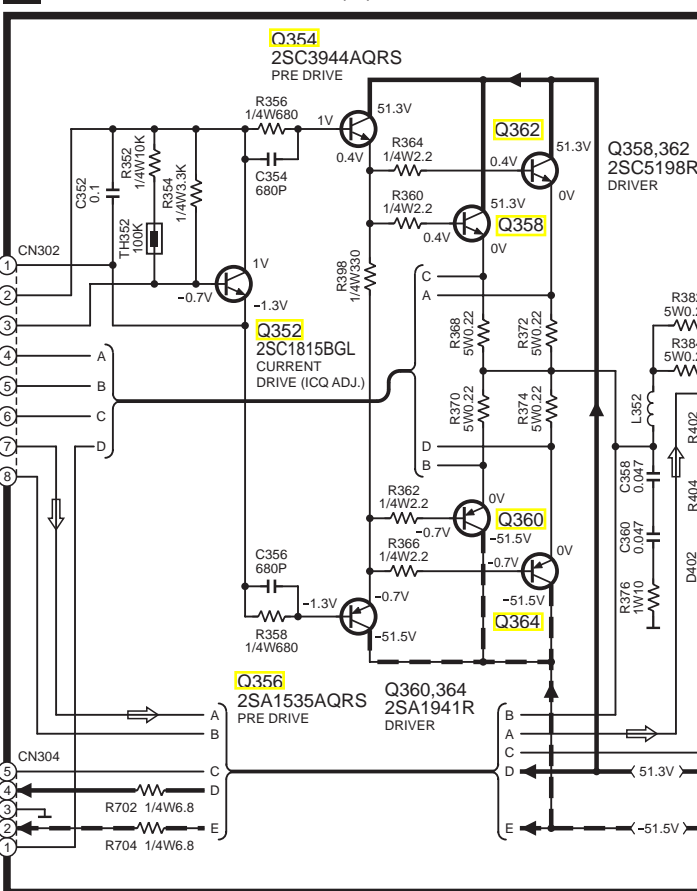 Q354
2SC3944AQRS
PRE DRIVE
R356
1/4W680
1V
51.3V
0.4V
C354
680P
C352
0.1
R352
1/4W10K
R354
1/4W3.3K
TH352
100K
R364
1/4W2.2
R360
1/4W2.2
0.4V
Q362
51.3V
0V
51.3V
Q358
0.4V
0V
Q358,362
2SC5198R
DRIVER
CN302
1
2
3
4
5
6
7
8
A
B
C
D
1V
−0.7V
−1.3V
Q352
2SC1815BGL
CURRENT
DRIVE (ICQ ADJ.)
R398
1/4W330
C
A
D
B
R368
5W0.22
R372
5W0.22
R370
5W0.22
R374
5W0.22
5W0.2
5W0.2
L352
R402
R404
D402
C358
0.047
C360
0.047
R376
1W10
R362
1/4W2.2
−0.7V
R366
1/4W2.2
0V
Q360
−51.5V
−0.7V
0V
−51.5V
Q364
C356
680P
−1.3V
−0.7V
−51.5V
R358
1/4W680
Q356
2SA1535AQRS
PRE DRIVE
Q360,364
2SA1941R
DRIVER
A
B
C
D
E
B
A
C
D
E
51.3V
−51.5V
CN304
5
4
3
2
1
R702 1/4W6.8
R704 1/4W6.8